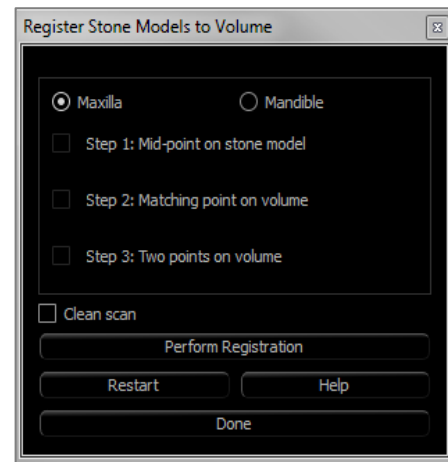 Register Stone Models to Volume
Maxilla Mandible
Step 1: Mid-point on stone model
Step 2: Matching point on volume
Step 3: Two points on volume
Clean scan
Perform Registration
Restart Help
Done